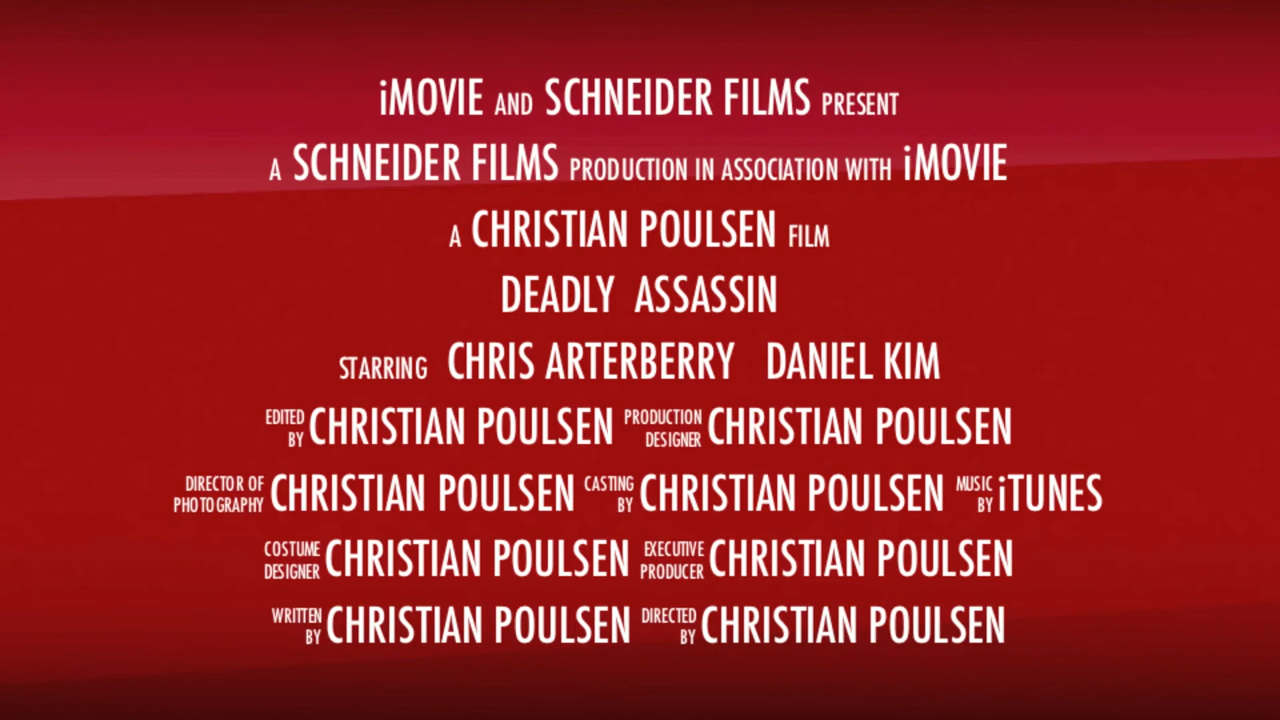 iMOVIE AND SCHNEIDER FILMS PRESENT
A SCHNEIDER FILMS PRODUCTION IN ASSOCIATION WITH iMOVIE
A CHRISTIAN POULSEN FILM
DEADLY ASSASSIN
STARRING CHRIS ARTERBERRY DANIEL KIM
EDITED BY CHRISTIAN POULSEN PRODUCTION DESIGNER CHRISTIAN POULSEN
DIRECTOR OF PHOTOGRAPHY CHRISTIAN POULSEN CASTING BY CHRISTIAN POULSEN MUSIC BY iTUNES
COSTUME DESIGNER CHRISTIAN POULSEN EXECUTIVE PRODUCER CHRISTIAN POULSEN
WRITTEN BY CHRISTIAN POULSEN DIRECTED BY CHRISTIAN POULSEN